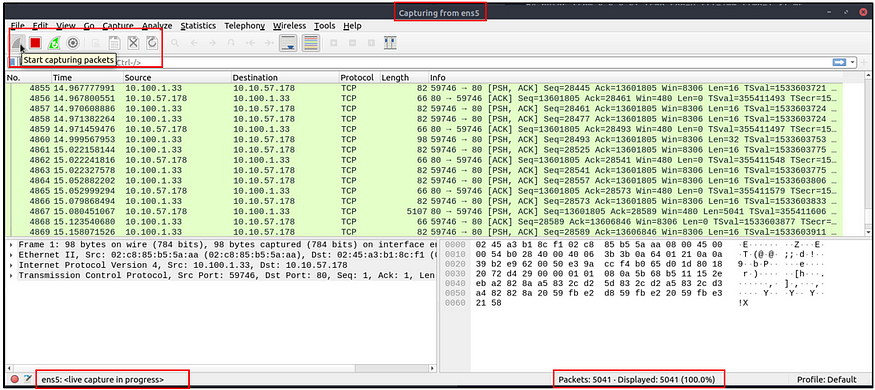 Capturing from ens5
File Edit View Go Capture Analyze Statistics Telephony Wireless Tools Help
Start capturing packets Ctrl-/>
No. Time Source Destination Protocol Length Info
4855 14.967777991 10.100.1.33 10.10.57.178 TCP 82 59746 → 80 [PSH, ACK] Seq=28445 Ack=13601805 Win=8306 Len=16 TSval=1533603721 …
4856 14.967800551 10.10.57.178 10.100.1.33 TCP 66 80 → 59746 [ACK] Seq=13601805 Ack=28461 Win=480 Len=0 TSval=355411493 TSecr=15…
4857 14.970608886 10.100.1.33 10.10.57.178 TCP 82 59746 → 80 [PSH, ACK] Seq=28461 Ack=13601805 Win=8306 Len=16 TSval=1533603724 …
4858 14.971382264 10.100.1.33 10.10.57.178 TCP 82 59746 → 80 [PSH, ACK] Seq=28477 Ack=13601805 Win=8306 Len=16 TSval=1533603724 …
4859 14.971459476 10.10.57.178 10.100.1.33 TCP 66 80 → 59746 [ACK] Seq=13601805 Ack=28493 Win=480 Len=0 TSval=355411497 TSecr=15…
4860 14.999567953 10.100.1.33 10.10.57.178 TCP 98 59746 → 80 [PSH, ACK] Seq=28493 Ack=13601805 Win=8306 Len=32 TSval=1533603753 …
4861 15.022158144 10.100.1.33 10.10.57.178 TCP 82 59746 → 80 [PSH, ACK] Seq=28525 Ack=13601805 Win=8306 Len=16 TSval=1533603775 …
4862 15.022241816 10.10.57.178 10.100.1.33 TCP 66 80 → 59746 [ACK] Seq=13601805 Ack=28541 Win=480 Len=0 TSval=355411548 TSecr=15…
4863 15.022327578 10.100.1.33 10.10.57.178 TCP 82 59746 → 80 [PSH, ACK] Seq=28541 Ack=13601805 Win=8306 Len=16 TSval=1533603775 …
4864 15.052882202 10.100.1.33 10.10.57.178 TCP 82 59746 → 80 [PSH, ACK] Seq=28557 Ack=13601805 Win=8306 Len=16 TSval=1533603806 …
4865 15.052999294 10.10.57.178 10.100.1.33 TCP 66 80 → 59746 [ACK] Seq=13601805 Ack=28573 Win=480 Len=0 TSval=355411579 TSecr=15…
4866 15.079868494 10.100.1.33 10.10.57.178 TCP 82 59746 → 80 [PSH, ACK] Seq=28573 Ack=13601805 Win=8306 Len=16 TSval=1533603833 …
4867 15.080451067 10.10.57.178 10.100.1.33 TCP 5107 80 → 59746 [PSH, ACK] Seq=13601805 Ack=28589 Win=480 Len=5041 TSval=355411606 …
4868 15.123540680 10.100.1.33 10.10.57.178 TCP 66 59746 → 80 [ACK] Seq=28589 Ack=13606846 Win=8306 Len=0 TSval=1533603877 TSecr=…
4869 15.158071526 10.100.1.33 10.10.57.178 TCP 82 59746 → 80 [PSH, ACK] Seq=28589 Ack=13606846 Win=8306 Len=16 TSval=1533603911 …
Frame 1: 98 bytes on wire (784 bits), 98 bytes captured (784 bits) on interface e
Ethernet II, Src: 02:c8:85:b5:5a:aa (02:c8:85:b5:5a:aa), Dst: 02:45:a3:b1:8c:f1 (
Internet Protocol Version 4, Src: 10.100.1.33, Dst: 10.10.57.178
Transmission Control Protocol, Src Port: 59746, Dst Port: 80, Seq: 1, Ack: 1, Len
0000 02 45 a3 b1 8c f1 02 c8 85 b5 5a aa 08 00 45 00 ·E········Z···E·
0010 00 54 b0 28 40 00 40 06 3b 3b 0a 64 01 21 0a 0a ·T·(@·@·;;·d·!··
0020 39 b2 e9 62 00 50 e3 9a cc f4 b0 65 0d 1d 80 18 9··b·P·····e····
0030 20 72 d4 29 00 00 01 01 08 0a 5b 68 b5 11 15 2e r·)······[h····.
0040 eb a2 82 8a a5 83 2c d2 5d 83 2c d2 a5 83 2c d3 ······,·]·,···,·
0050 a4 82 82 8a 20 59 fb e2 d8 59 fb e2 20 59 fb e3 ···· Y···Y·· Y··
0060 21 58 !X
ens5: <live capture in progress> Packets: 5041 · Displayed: 5041 (100.0%) Profile: Default